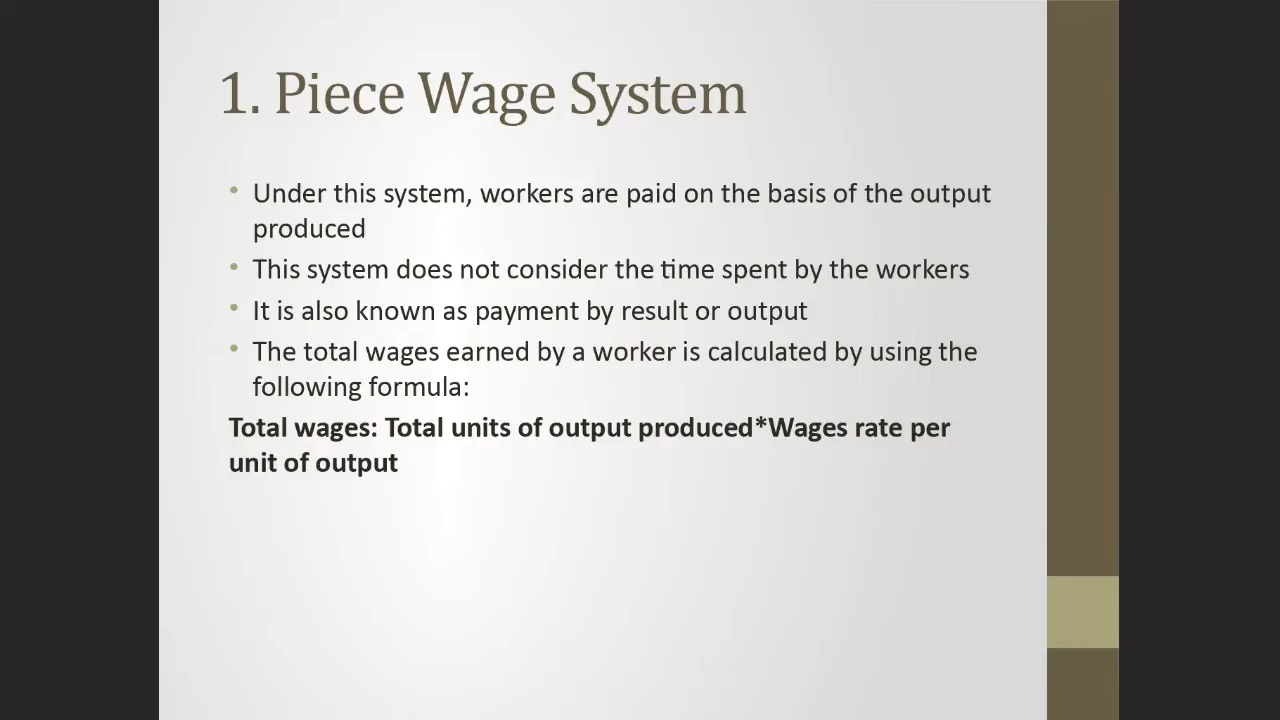 1. Piece Wage System
• Under this system, workers are paid on the basis of the output
produced
• This system does not consider the time spent by the workers
• It is also known as payment by result or output
• The total wages earned by a worker is calculated by using the
following formula:
Total wages: Total units of output produced*Wages rate per
unit of output